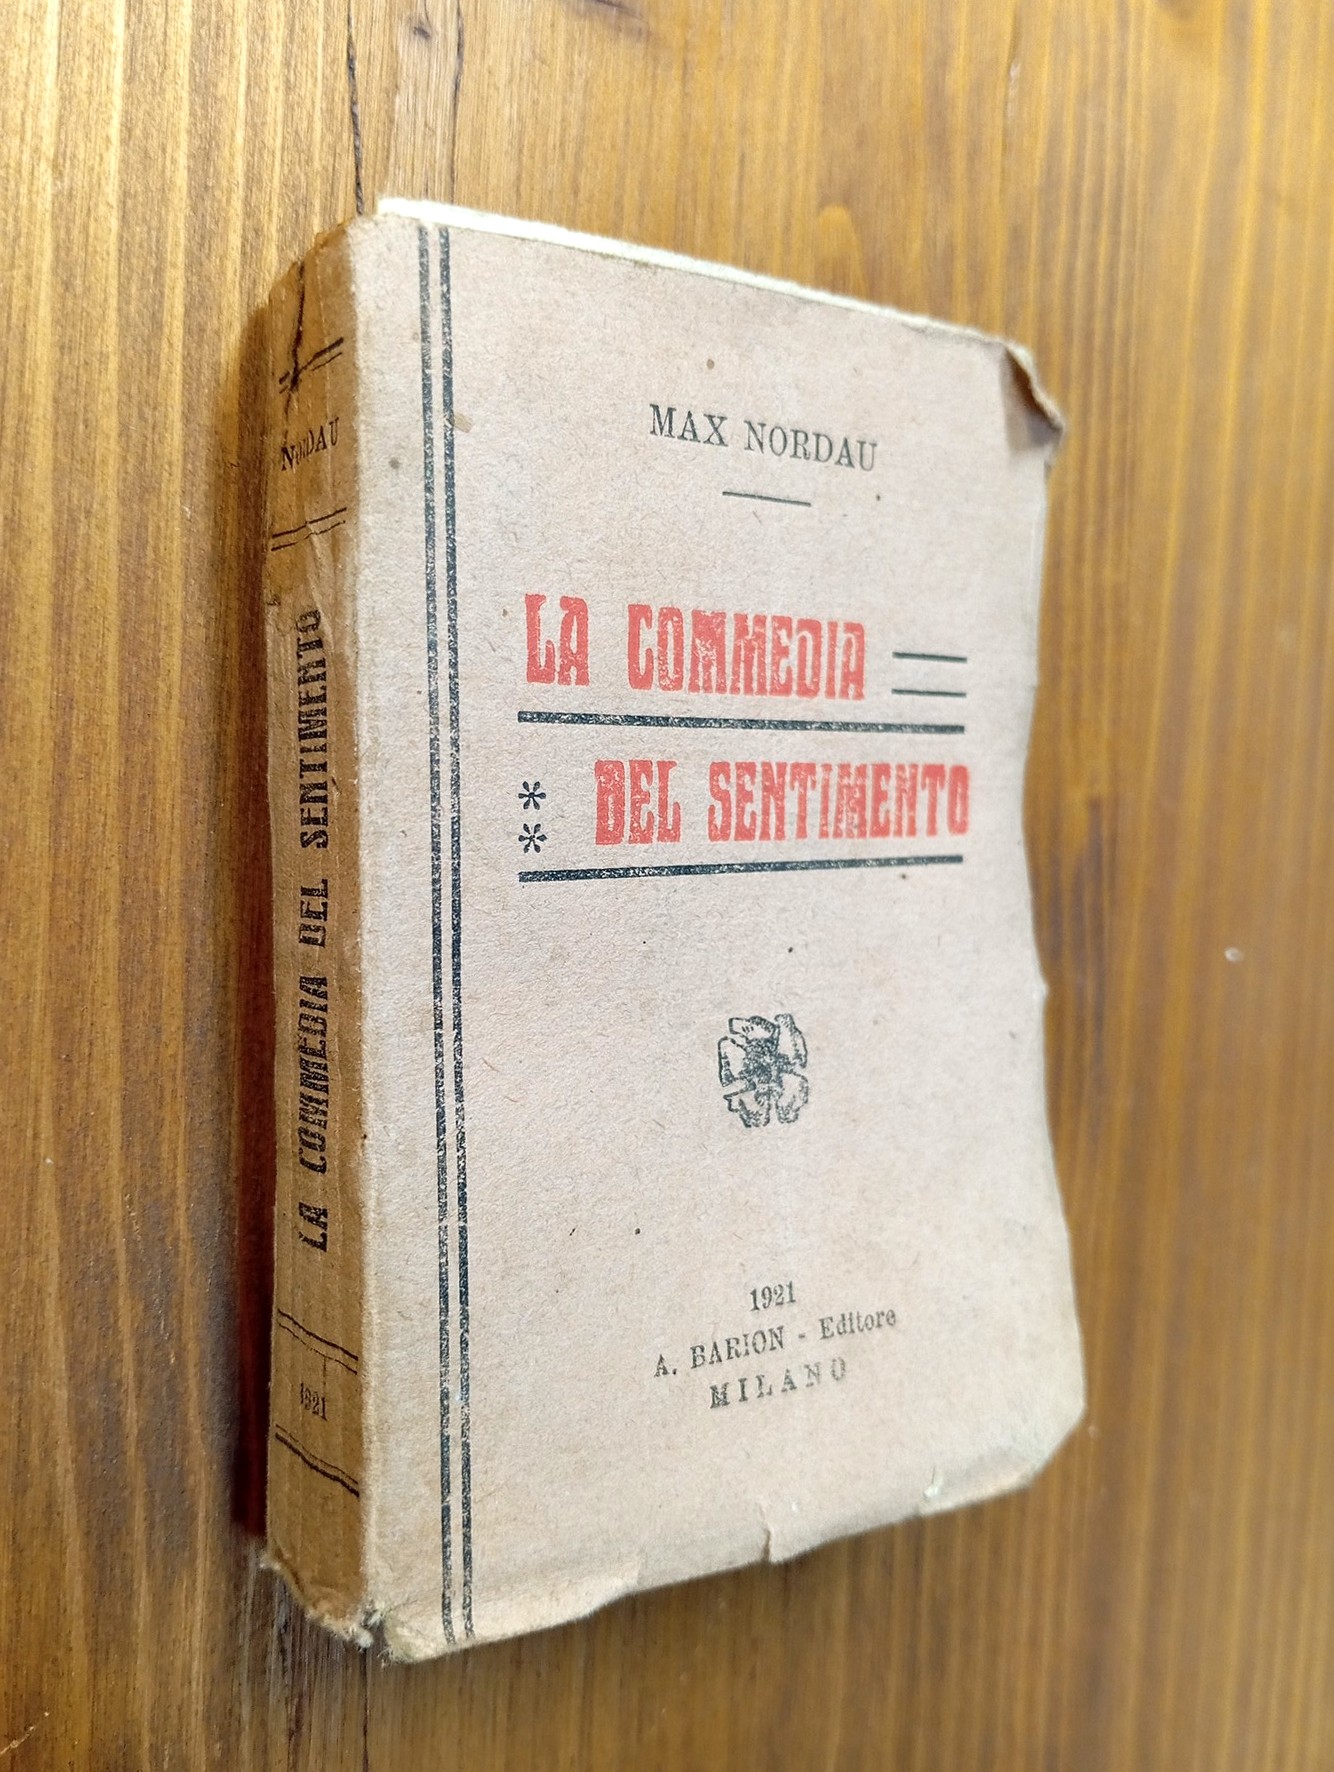 MAX NORDAU
LA COMMEDIA
DEL SENTIMENTO
1921
A. BARION - Editore
MILANO
NORDAU
LA COMMEDIA DEL SENTIMENTO
1921